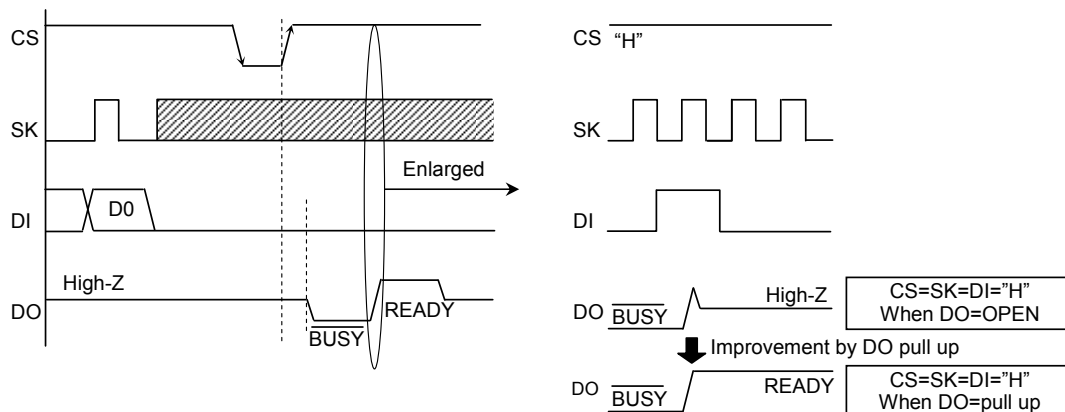 CS
SK
DI
D0
DO
High-Z
BUSY
READY
Enlarged
CS
“H”
SK
DI
DO
BUSY
High-Z
CS=SK=DI=”H”
When DO=OPEN
Improvement by DO pull up
DO
BUSY
READY
CS=SK=DI=”H”
When DO=pull up